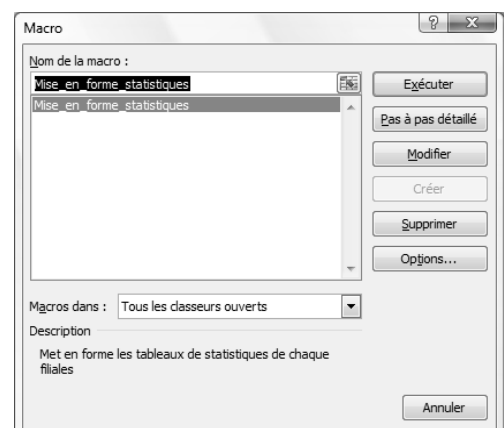 Macro
Nom de la macro :
Mise_en_forme_statistiques
Mise_en_forme_statistiques
Exécuter
Pas à pas détaillé
Modifier
Créer
Supprimer
Options...
Macros dans : Tous les classeurs ouverts
Description
Met en forme les tableaux de statistiques de chaque
filiales
Annuler